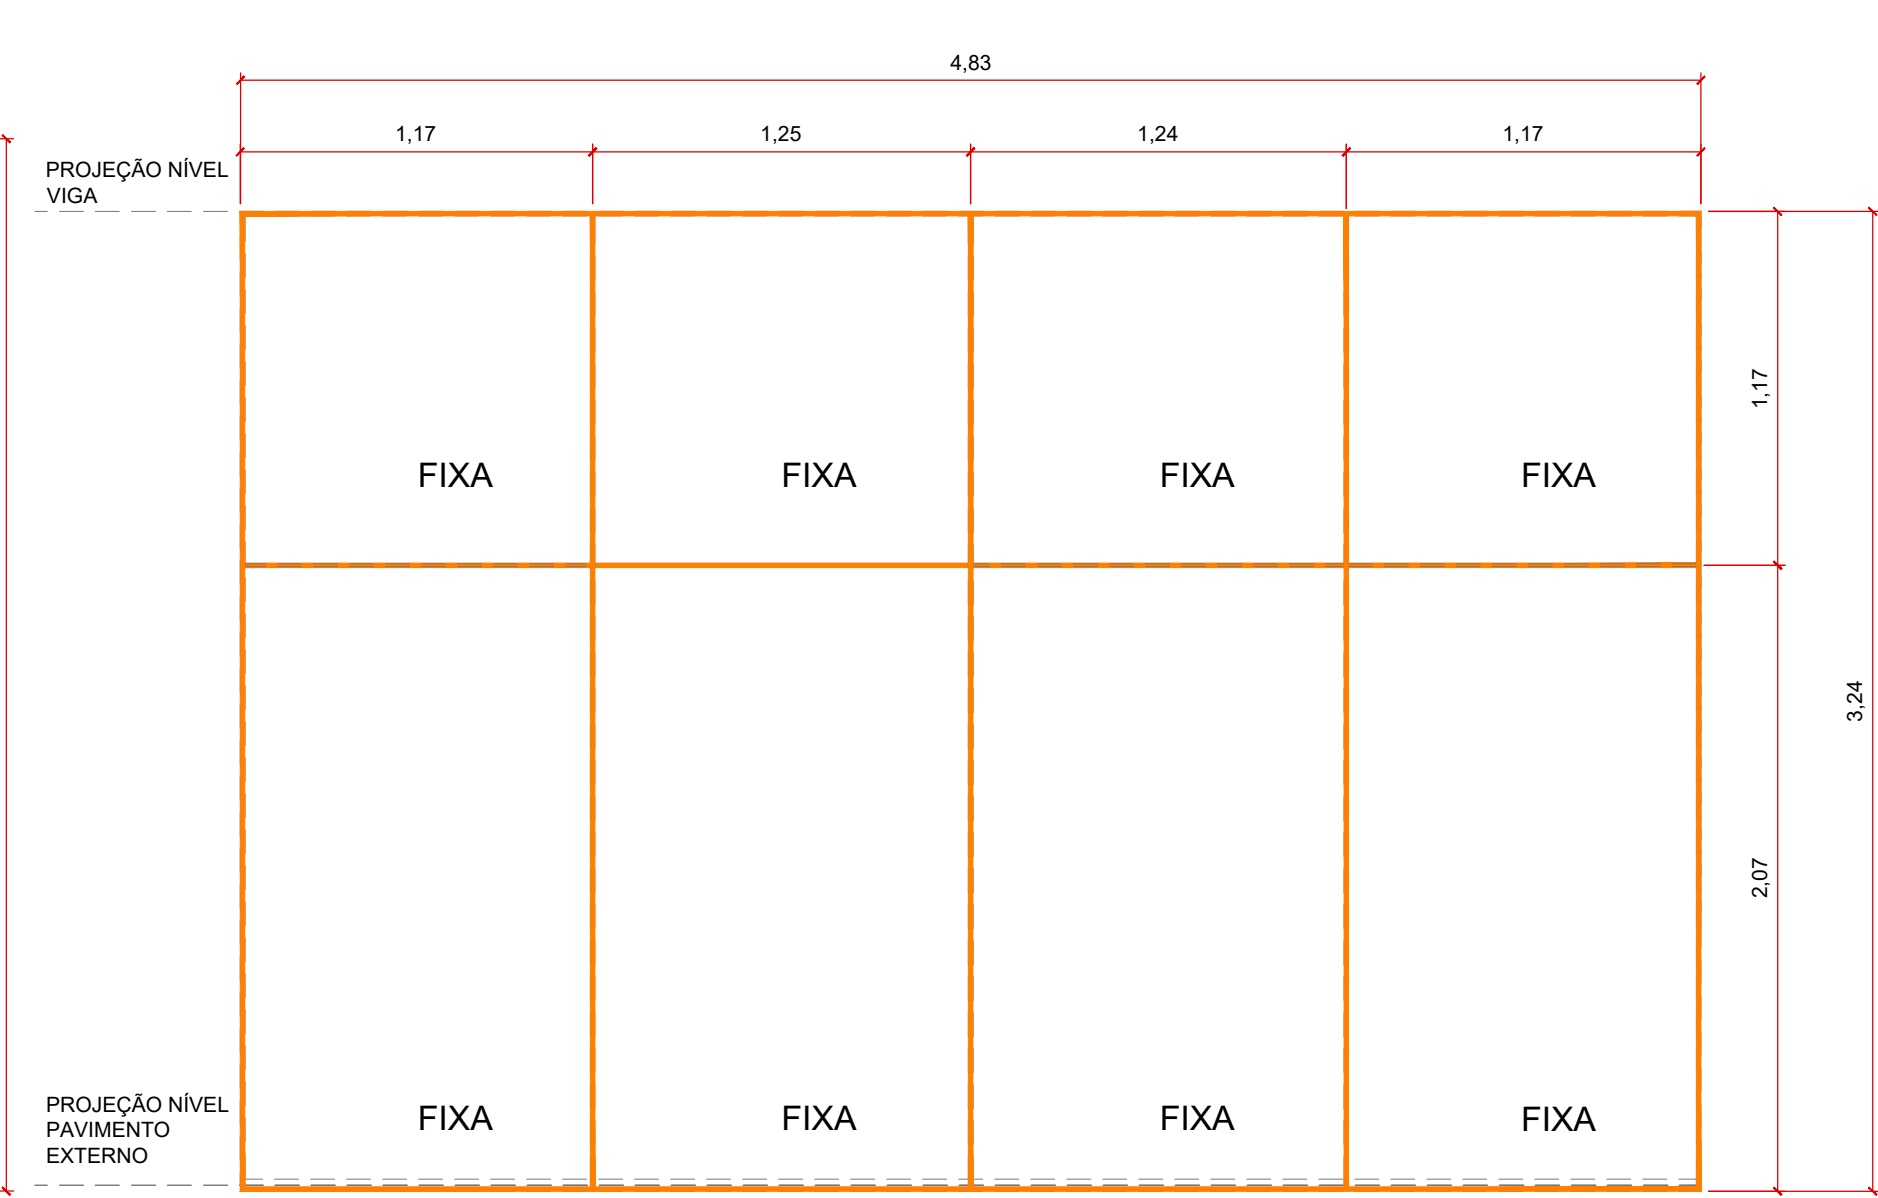 4,83
1,17
1,25
1,24
1,17
PROJEÇÃO NÍVEL
VIGA
1,17
FIXA
FIXA
FIXA
FIXA
3,24
2,07
PROJEÇÃO NÍVEL
PAVIMENTO
EXTERNO
FIXA
FIXA
FIXA
FIXA